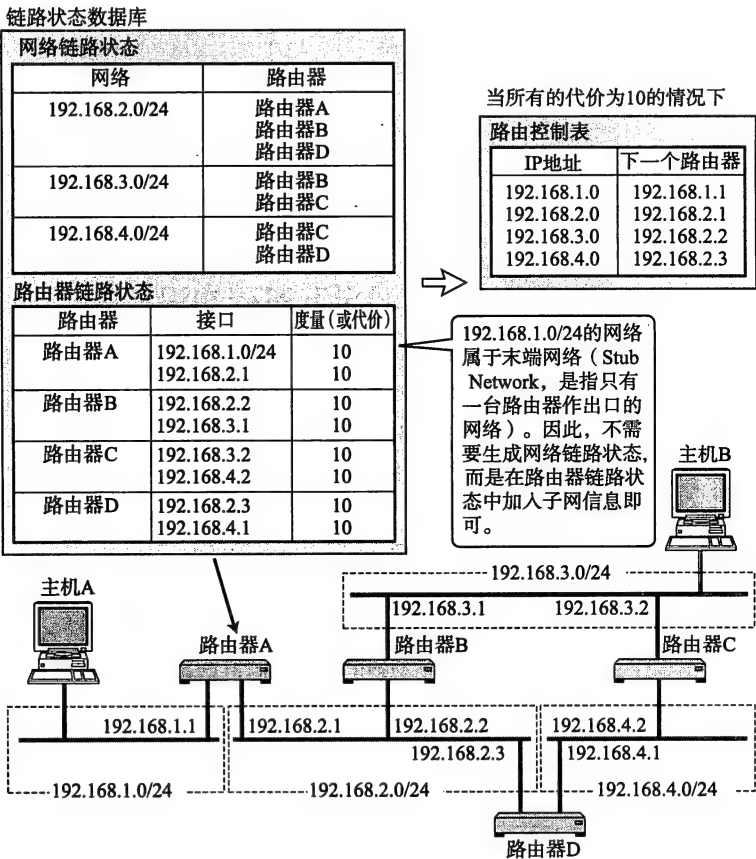 链路状态数据库
网络链路状态
网络 路由器
192.168.2.0/24 路由器A
路由器B
路由器D
192.168.3.0/24 路由器B
路由器C
192.168.4.0/24 路由器C
路由器D
路由器链路状态
路由器 接口 度量(或代价)
路由器A 192.168.1.0/24 10
192.168.2.1 10
路由器B 192.168.2.2 10
192.168.3.1 10
路由器C 192.168.3.2 10
192.168.4.2 10
路由器D 192.168.2.3 10
192.168.4.1 10
当所有的代价为10的情况下
路由控制表
IP地址 下一个路由器
192.168.1.0 192.168.1.1
192.168.2.0 192.168.2.1
192.168.3.0 192.168.2.2
192.168.4.0 192.168.2.3
192.168.1.0/24的网络
属于末端网络(Stub
Network，是指只有
一台路由器作出口的
网络)。因此，不需
要生成网络链路状态,
而是在路由器链路状
态中加入子网信息即
可。
主机B
192.168.3.0/24
主机A
192.168.3.1 192.168.3.2
路由器A 路由器B 路由器C
192.168.1.1 192.168.2.1 192.168.2.2 192.168.4.2
192.168.2.3 192.168.4.1
192.168.1.0/24 192.168.2.0/24 192.168.4.0/24
路由器D